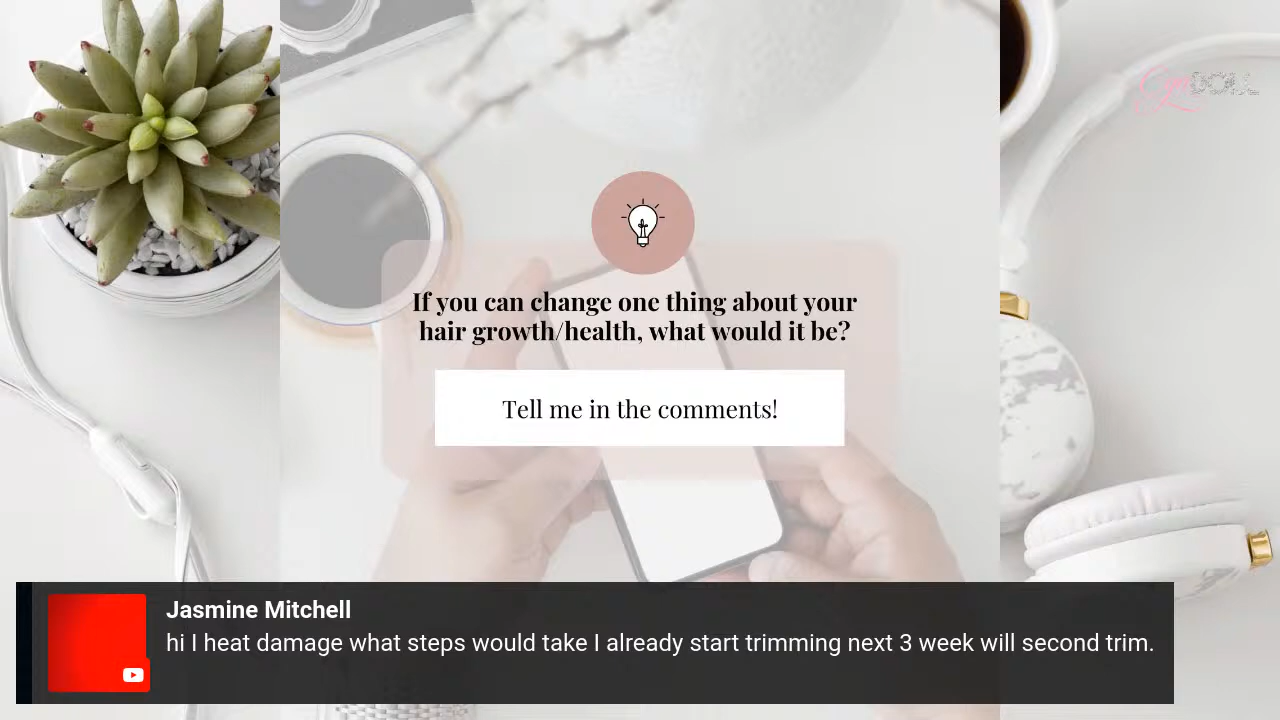 If you can change one thing about your
hair growth/health, what would it be?
Tell me in the comments!
Jasmine Mitchell
hi I heat damage what steps would take I already start trimming next 3 week will second trim.